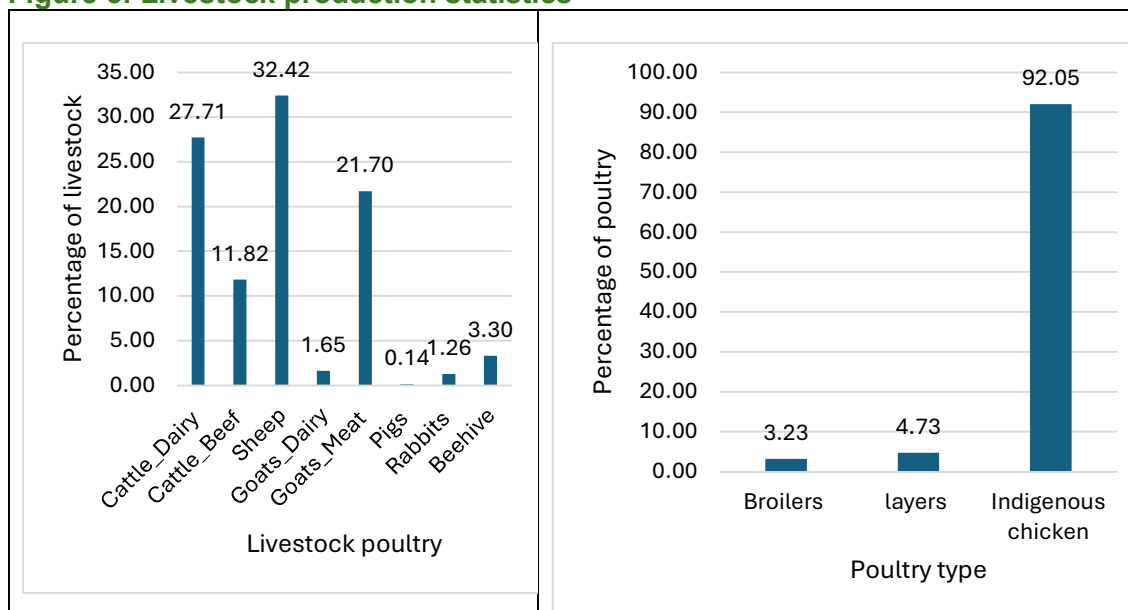 Figure 6: Livestock production statistics
Percentage of livestock
35.00
30.00
25.00
20.00
15.00
10.00
5.00
0.00
27.71
11.82
32.42
1.65
21.70
0.14
1.26
3.30
Cattle_Dairy
Cattle_Beef
Sheep
Goats_Dairy
Goats_Meat
Pigs
Rabbits
Beehive
Livestock poultry
Percentage of poultry
100.00
90.00
80.00
70.00
60.00
50.00
40.00
30.00
20.00
10.00
0.00
3.23
4.73
92.05
Broilers
layers
Indigenous
chicken
Poultry type